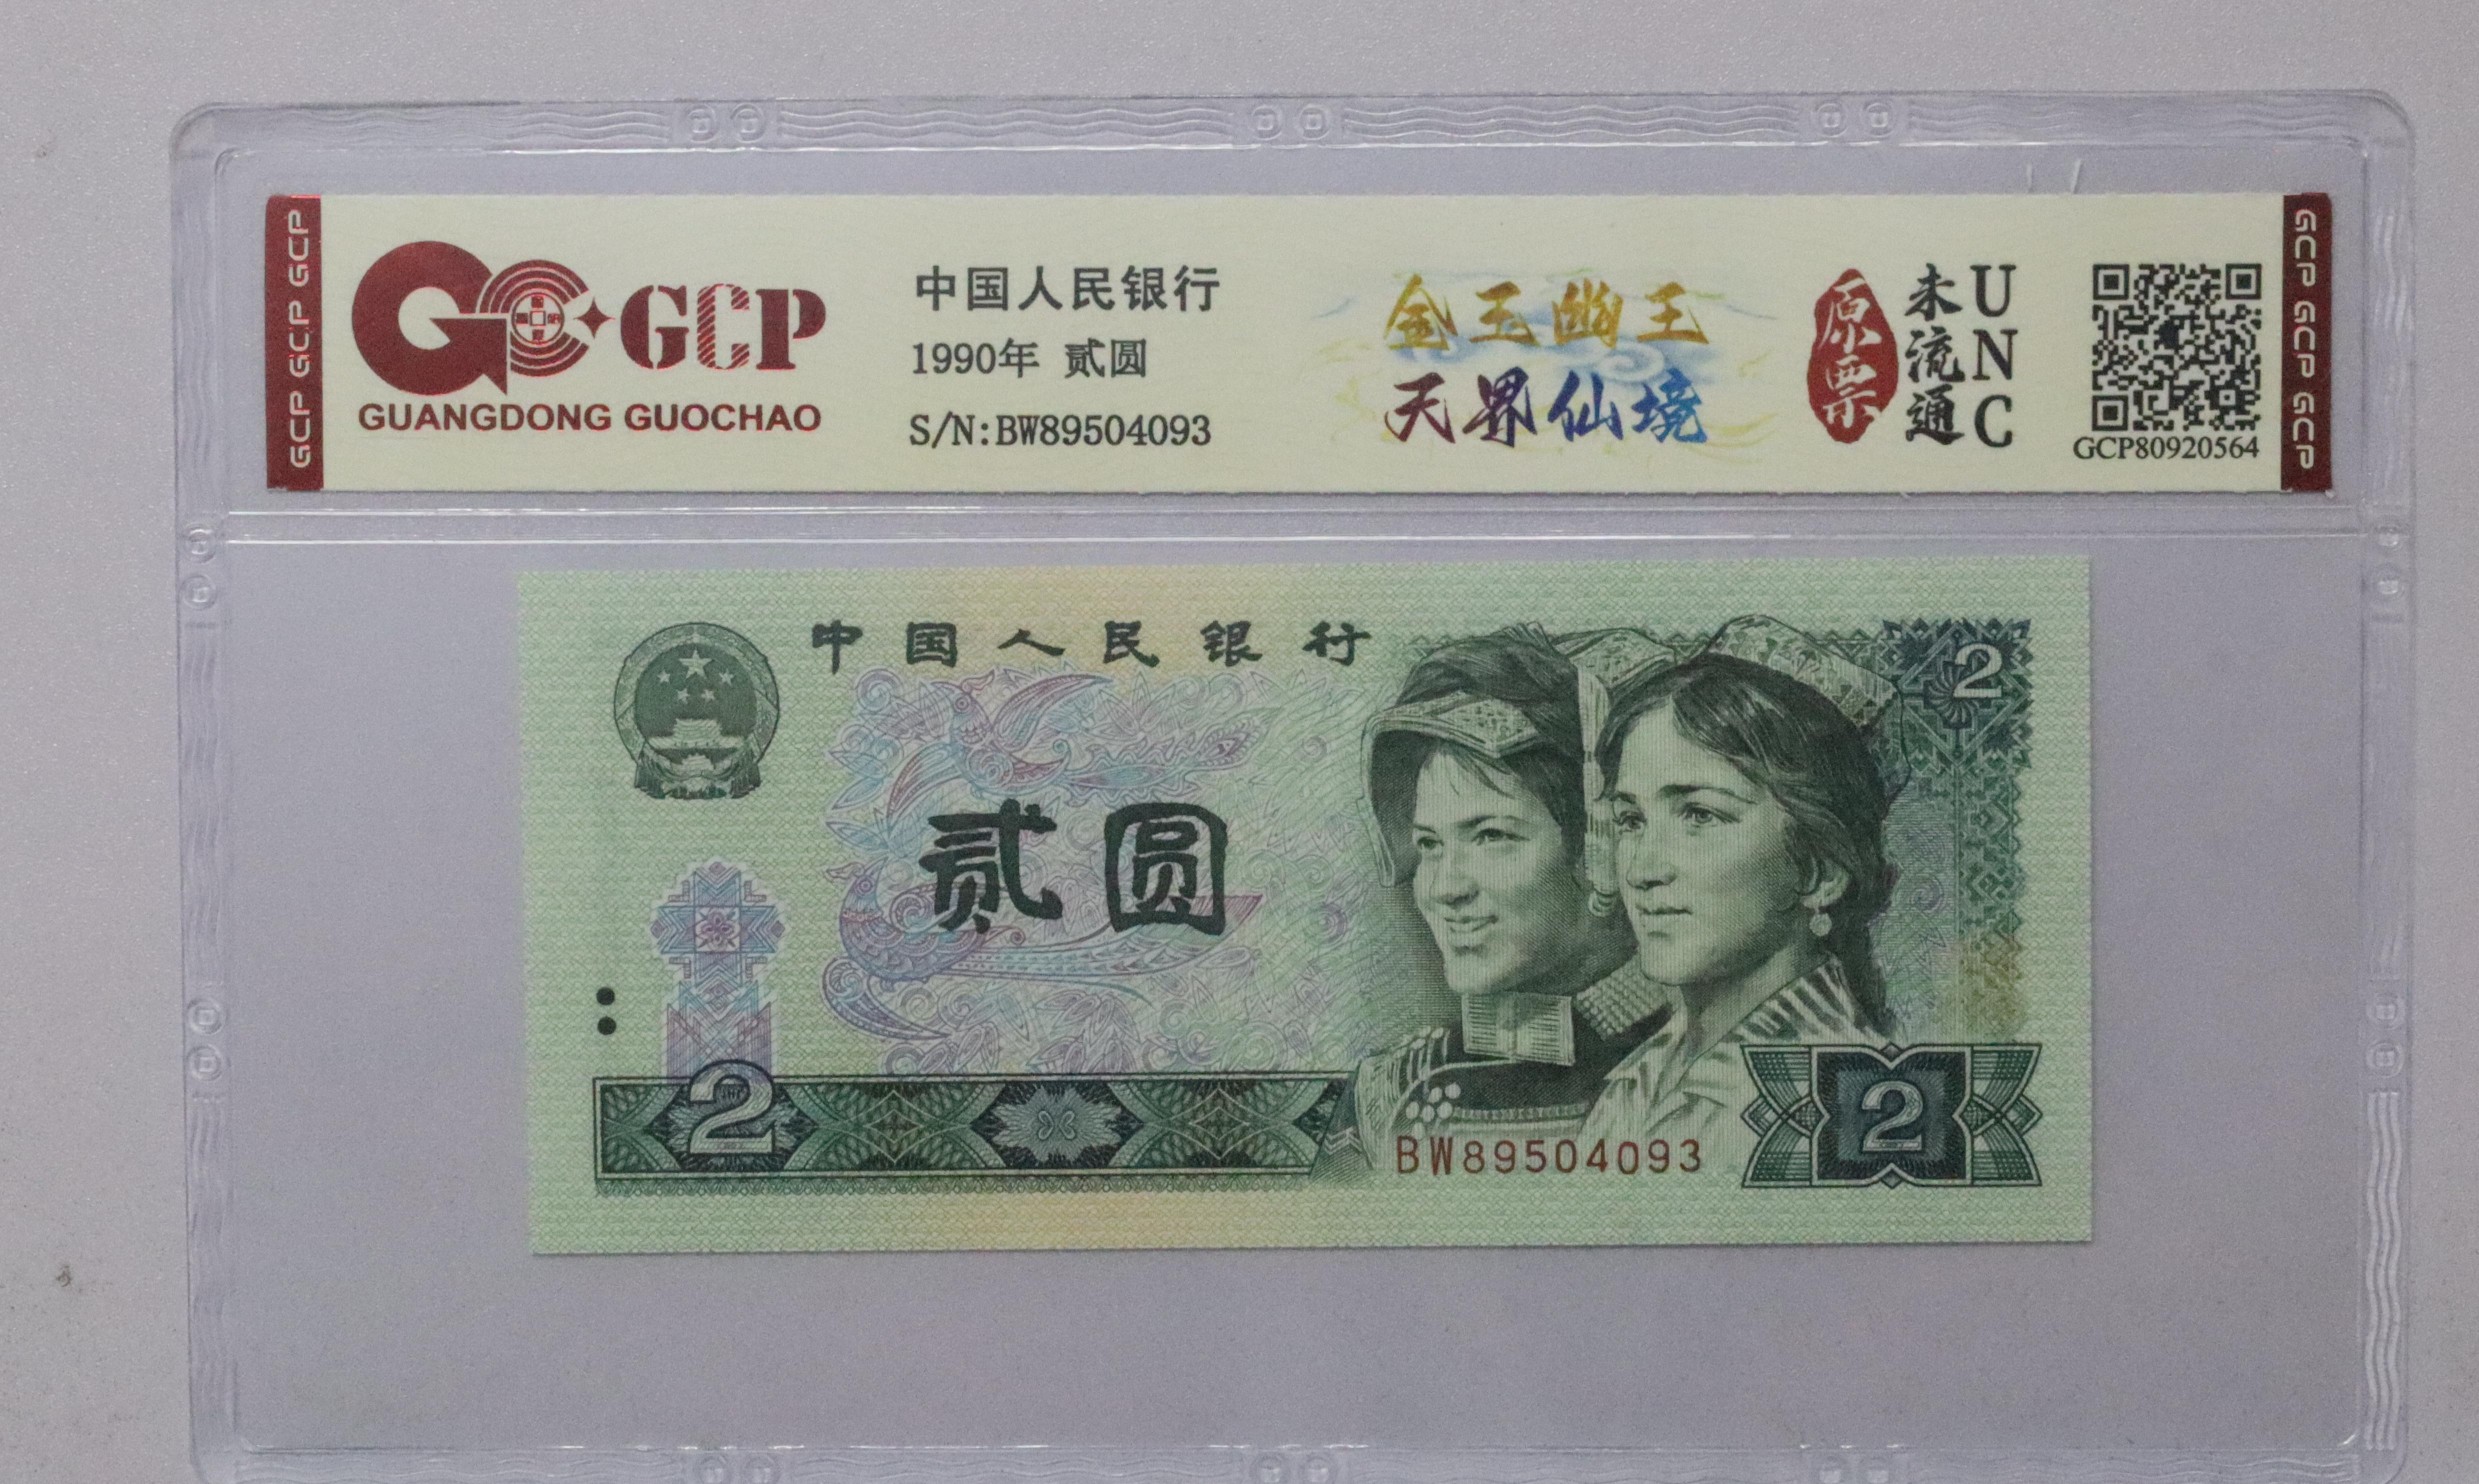 GCP GCP GCP
GCP
GUANGDONG GUOCHAO
中国人民银行
1990年 贰圆
S/N:BW89504093
金玉幽王
天界仙境
原票
未流通
UNC
GCP80920564
GCP GCP GCP
中国人民银行
2
贰圆
2
BW89504093
2